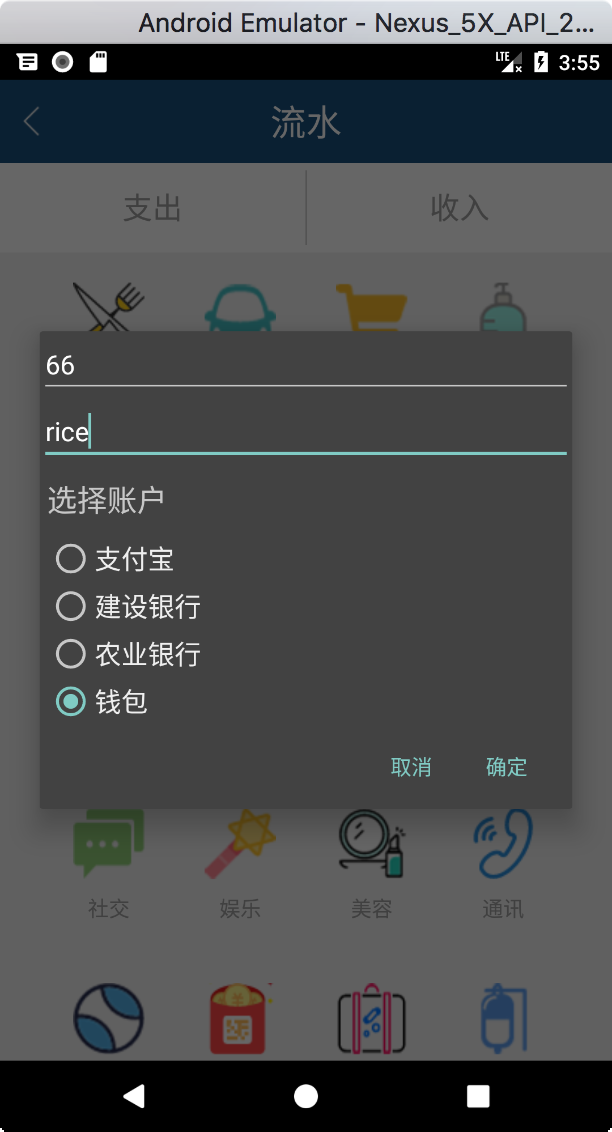 Android Emulator - Nexus_5X_API_2...
LTE 3:55
流水
支出 收入
66
rice
选择账户
支付宝
建设银行
农业银行
钱包
取消 确定
社交 娱乐 美容 通讯